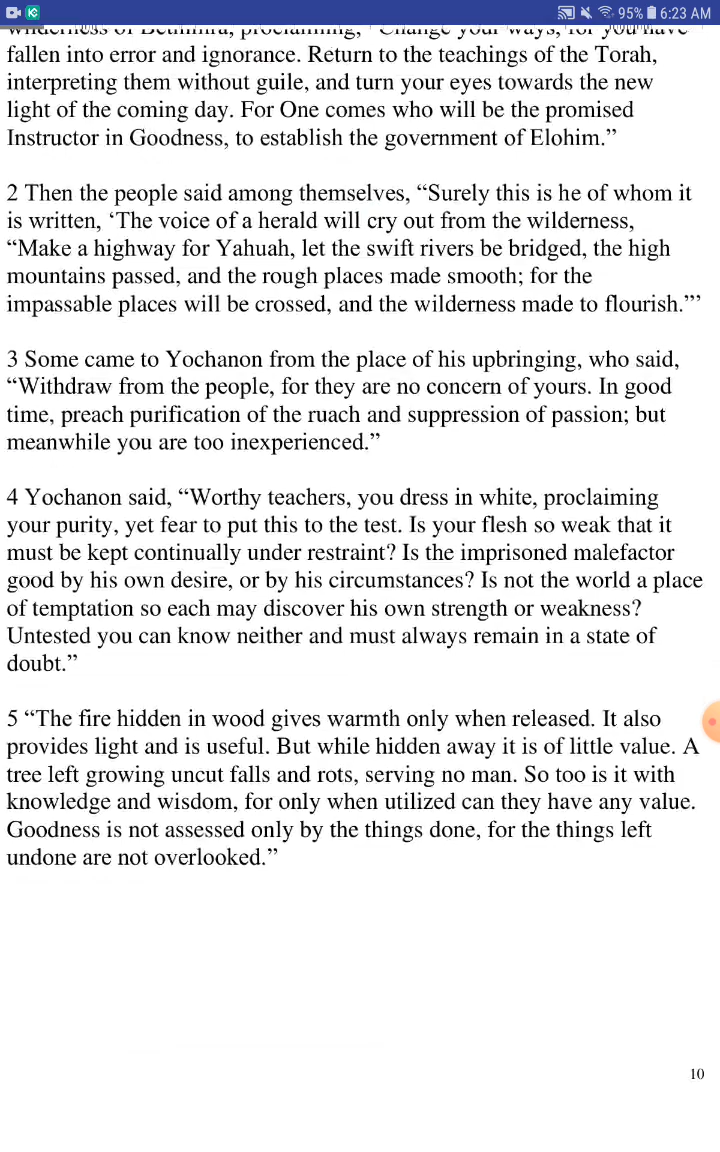 95% 6:23 AM
fallen into error and ignorance. Return to the teachings of the Torah,
interpreting them without guile, and turn your eyes towards the new
light of the coming day. For One comes who will be the promised
Instructor in Goodness, to establish the government of Elohim.”
2 Then the people said among themselves, “Surely this is he of whom it
is written, ‘The voice of a herald will cry out from the wilderness,
“Make a highway for Yahuah, let the swift rivers be bridged, the high
mountains passed, and the rough places made smooth; for the
impassable places will be crossed, and the wilderness made to flourish.”’
3 Some came to Yochanon from the place of his upbringing, who said,
“Withdraw from the people, for they are no concern of yours. In good
time, preach purification of the ruach and suppression of passion; but
meanwhile you are too inexperienced.”
4 Yochanon said, “Worthy teachers, you dress in white, proclaiming
your purity, yet fear to put this to the test. Is your flesh so weak that it
must be kept continually under restraint? Is the imprisoned malefactor
good by his own desire, or by his circumstances? Is not the world a place
of temptation so each may discover his own strength or weakness?
Untested you can know neither and must always remain in a state of
doubt.”
5 “The fire hidden in wood gives warmth only when released. It also
provides light and is useful. But while hidden away it is of little value. A
tree left growing uncut falls and rots, serving no man. So too is it with
knowledge and wisdom, for only when utilized can they have any value.
Goodness is not assessed only by the things done, for the things left
undone are not overlooked.”
10